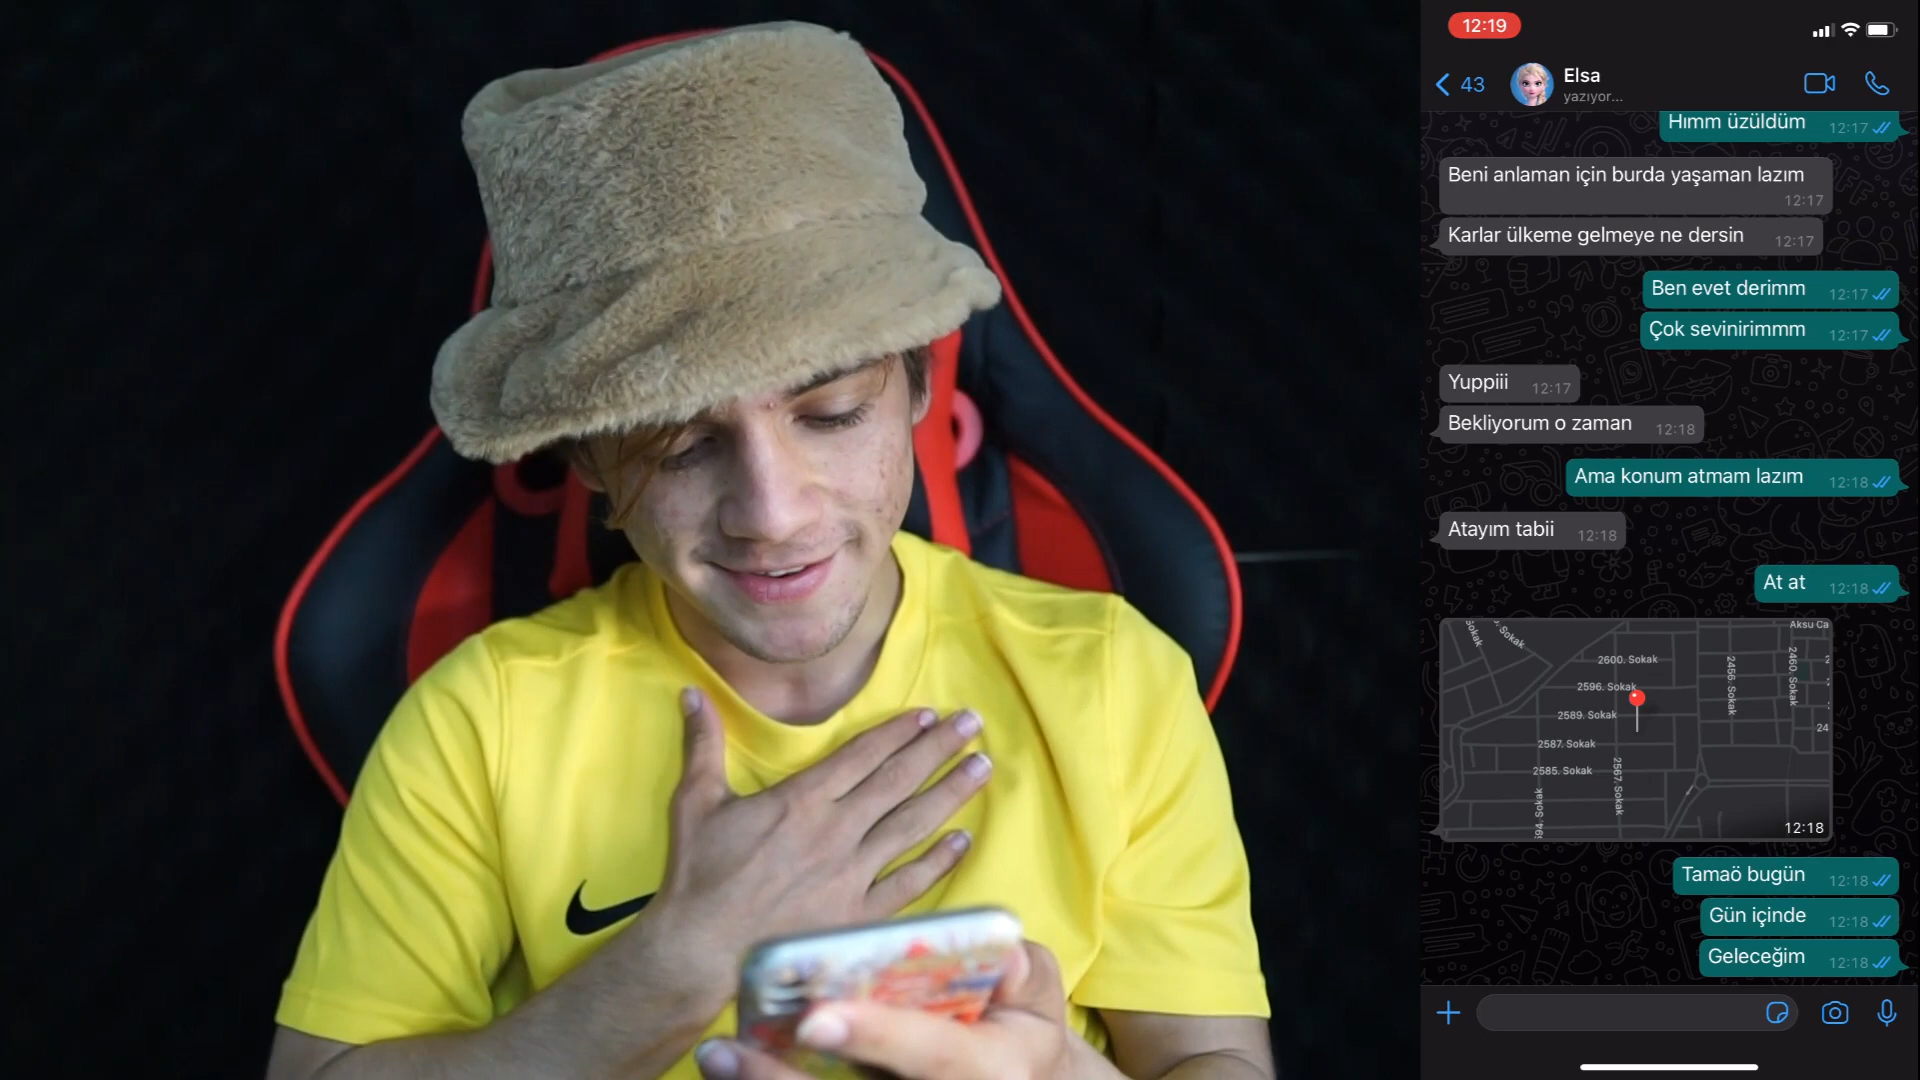 12:19
43
Elsa
yazıyor...
Hımm üzüldüm 12:17
Beni anlaman için burda yaşaman lazım
12:17
Karlar ülkeme gelmeye ne dersin 12:17
Ben evet derimm 12:17
Çok sevinirimmm 12:17
Yuppiii 12:17
Bekliyorum o zaman 12:18
Ama konum atmam lazım 12:18
Atayım tabii 12:18
At at 12:18
Aksu Ca
Sokak
Sokak
2600. Sokak
2596. Sokak
2589. Sokak
2587. Sokak
2585. Sokak
2567. Sokak
2456. Sokak
2460. Sokak
24
94. Sokak
12:18
Tamaö bugün 12:18
Gün içinde 12:18
Geleceğim 12:18